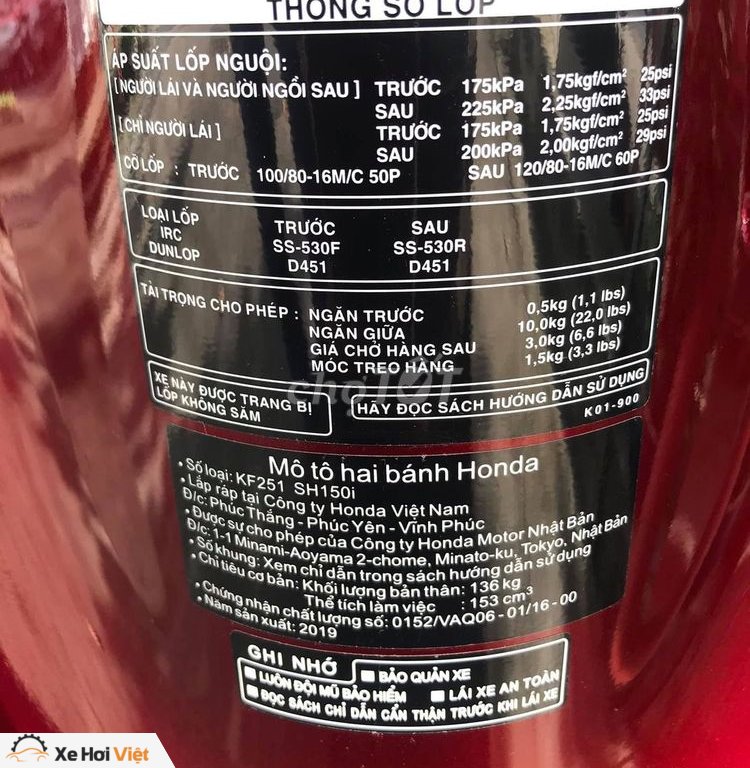 THÔNG SỐ LỐP
ÁP SUẤT LỐP NGUỘI:
[NGƯỜI LÁI VÀ NGƯỜI NGỒI SAU] TRƯỚC 175kPa 1,75kgf/cm² 25psi
SAU 225kPa 2,25kgf/cm² 33psi
[CHỈ NGƯỜI LÁI] TRƯỚC 175kPa 1,75kgf/cm² 25psi
SAU 200kPa 2,00kgf/cm² 29psi
CỠ LỐP : TRƯỚC 100/80-16M/C 50P SAU 120/80-16M/C 60P
LOẠI LỐP TRƯỚC SAU
IRC SS-530F SS-530R
DUNLOP D451 D451
TẢI TRỌNG CHO PHÉP : NGĂN TRƯỚC 0,5kg (1,1 lbs)
NGĂN GIỮA 10,0kg (22,0 lbs)
GIÁ CHỞ HÀNG SAU 3,0kg (6,6 lbs)
MÓC TREO HÀNG 1,5kg (3,3 lbs)
XE NÀY ĐƯỢC TRANG BỊ
LỐP KHÔNG SĂM
HÃY ĐỌC SÁCH HƯỚNG DẪN SỬ DỤNG
K01-900
chợTỐT
Mô tô hai bánh Honda
• Số loại: KF251 SH150i
• Lắp ráp tại Công ty Honda Việt Nam
Đ/c: Phúc Thắng - Phúc Yên - Vĩnh Phúc
• Được sự cho phép của Công ty Honda Motor Nhật Bản
Đ/c: 1-1 Minami-Aoyama 2-chome, Minato-ku, Tokyo, Nhật Bản
• Số khung: Xem chỉ dẫn trong sách hướng dẫn sử dụng
• Chỉ tiêu cơ bản: Khối lượng bản thân: 136 kg
Thể tích làm việc : 153 cm³
• Chứng nhận chất lượng số: 0152/VAQ06 - 01/16 - 00
• Năm sản xuất: 2019
GHI NHỚ
■ BẢO QUẢN XE
■ LUÔN ĐỘI MŨ BẢO HIỂM ■ LÁI XE AN TOÀN
■ ĐỌC SÁCH CHỈ DẪN CẨN THẬN TRƯỚC KHI LÁI XE
Xe Hơi Việt